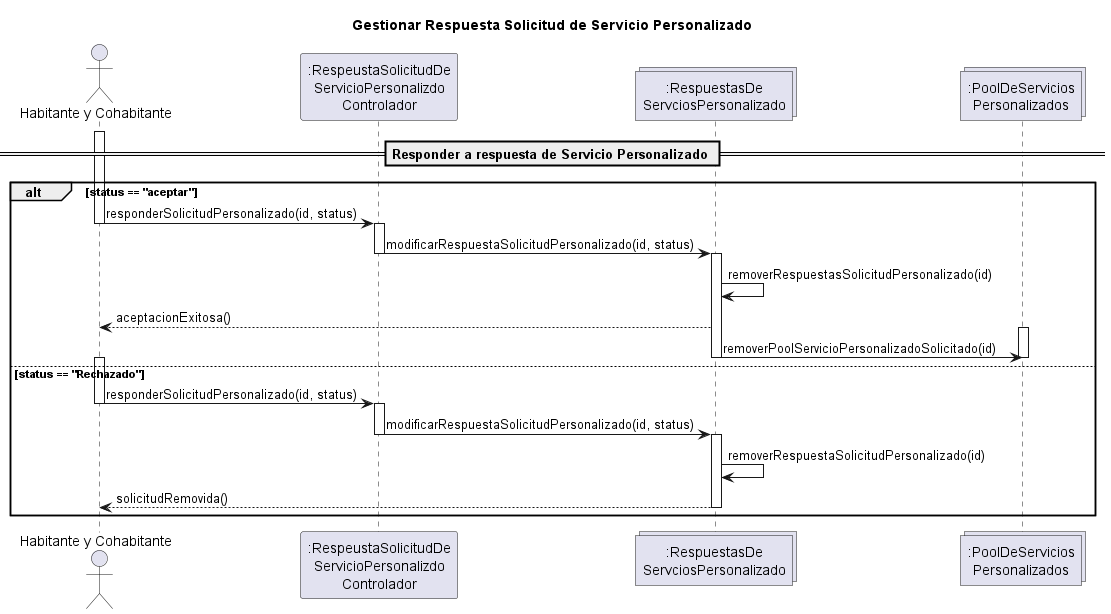 Gestionar Respuesta Solicitud de Servicio Personalizado
Habitante y Cohabitante
:RespeustaSolicitudDe
ServicioPersonalizdo
Controlador
:RespuestasDe
ServciosPersonalizado
:PoolDeServicios
Personalizados
Responder a respuesta de Servicio Personalizado
alt
[status == "aceptar"]
responderSolicitudPersonalizado(id, status)
modificarRespuestaSolicitudPersonalizado(id, status)
removerRespuestasSolicitudPersonalizado(id)
aceptacionExitosa()
removerPoolServicioPersonalizadoSolicitado(id)
[status == "Rechazado"]
responderSolicitudPersonalizado(id, status)
modificarRespuestaSolicitudPersonalizado(id, status)
removerRespuestaSolicitudPersonalizado(id)
solicitudRemovida()
Habitante y Cohabitante
:RespeustaSolicitudDe
ServicioPersonalizdo
Controlador
:RespuestasDe
ServciosPersonalizado
:PoolDeServicios
Personalizados